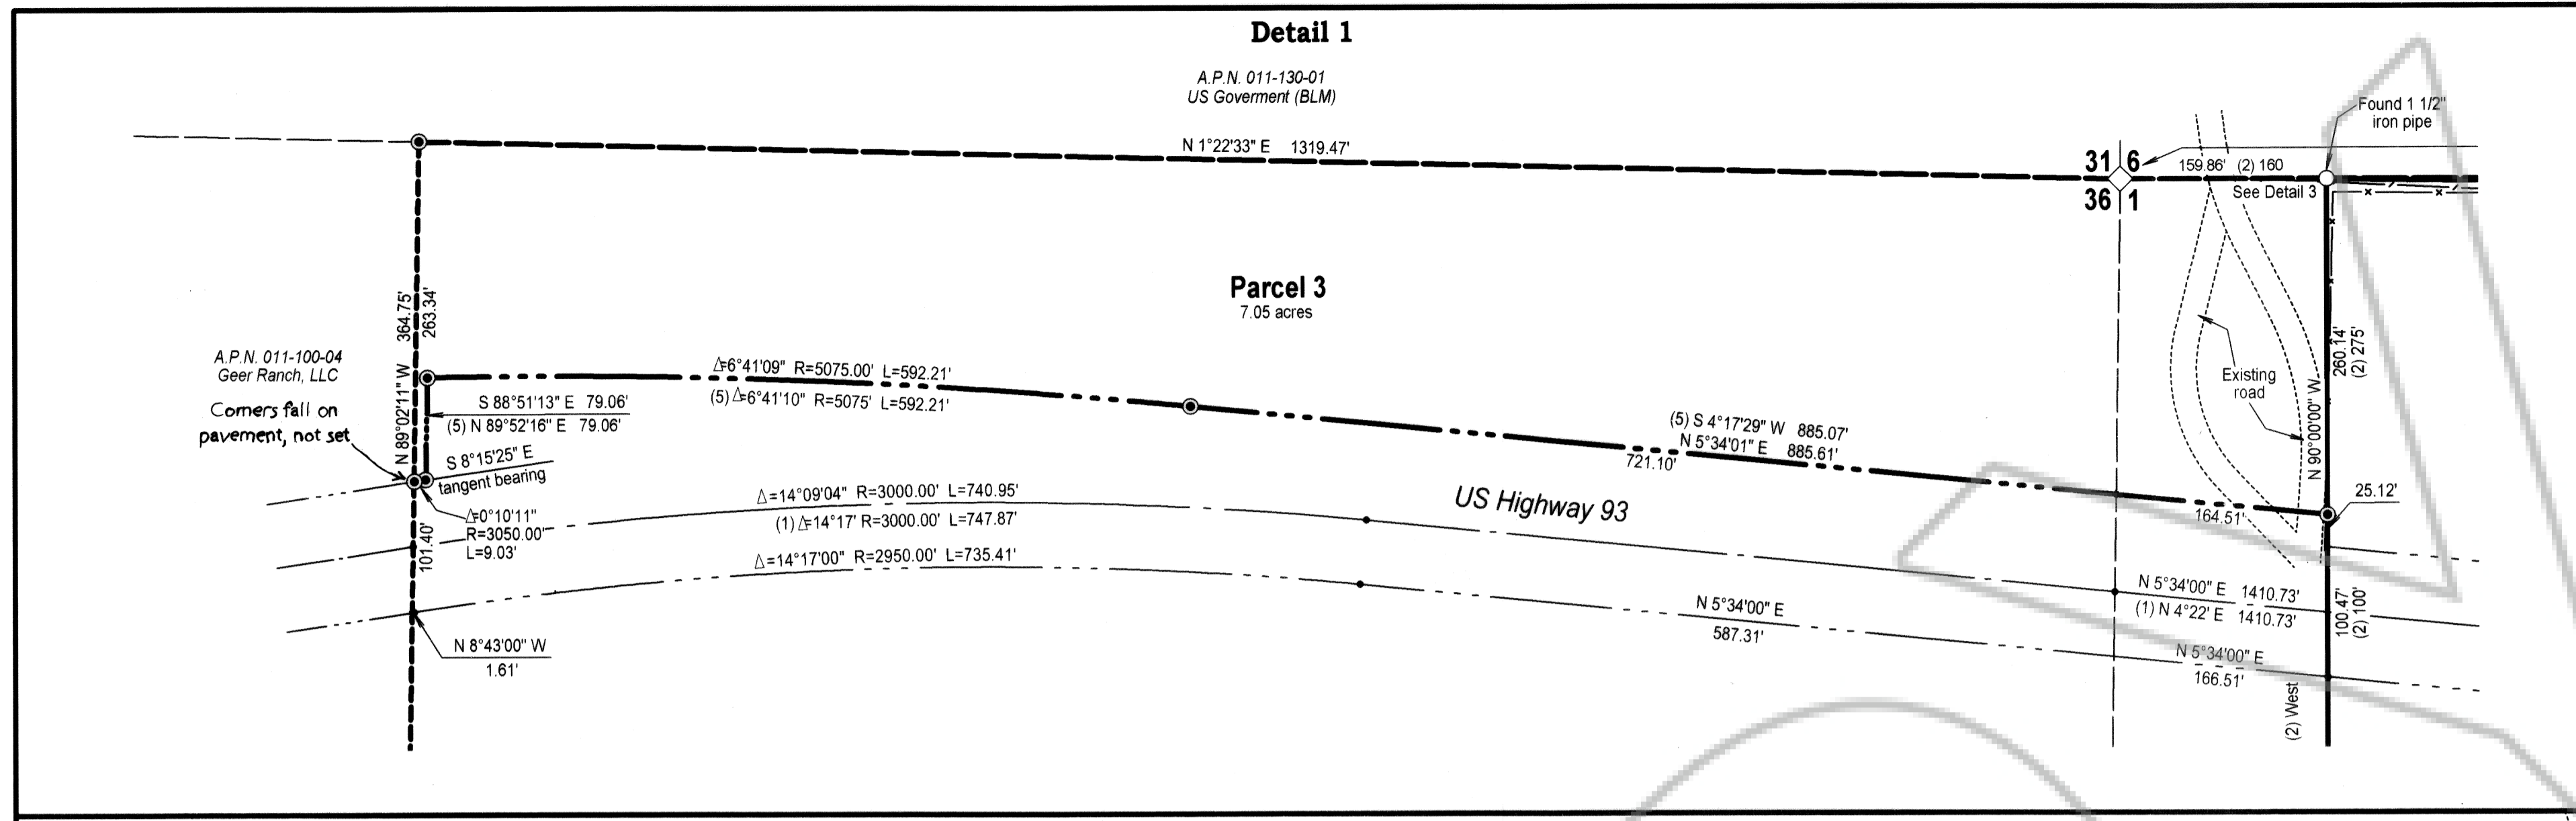 Detail 1
A.P.N. 011-130-01
US Goverment (BLM)
Found 1 1/2"
iron pipe
N 1°22'33" E 1319.47'
31 6
36 1
159.86' (2) 160
See Detail 3
Parcel 3
7.05 acres
364.75'
263.34'
N 89°02'11" W
A.P.N. 011-100-04
Geer Ranch, LLC
Corners fall on
pavement, not set
Δ=6°41'09" R=5075.00' L=592.21'
(5) Δ=6°41'10" R=5075' L=592.21'
S 88°51'13" E 79.06'
(5) N 89°52'16" E 79.06'
S 8°15'25" E
tangent bearing
Δ=0°10'11"
R=3050.00'
L=9.03'
101.40'
(5) S 4°17'29" W 885.07'
N 5°34'01" E 885.61'
721.10'
164.51'
Existing
road
260.14'
(2) 275'
N 90°00'00" W
25.12'
US Highway 93
Δ=14°09'04" R=3000.00' L=740.95'
(1) Δ=14°17' R=3000.00' L=747.87'
Δ=14°17'00" R=2950.00' L=735.41'
N 5°34'00" E 1410.73'
(1) N 4°22' E 1410.73'
100.47'
(2) 100'
N 5°34'00" E
587.31'
N 5°34'00" E
166.51'
(2) West
N 8°43'00" W
1.61'